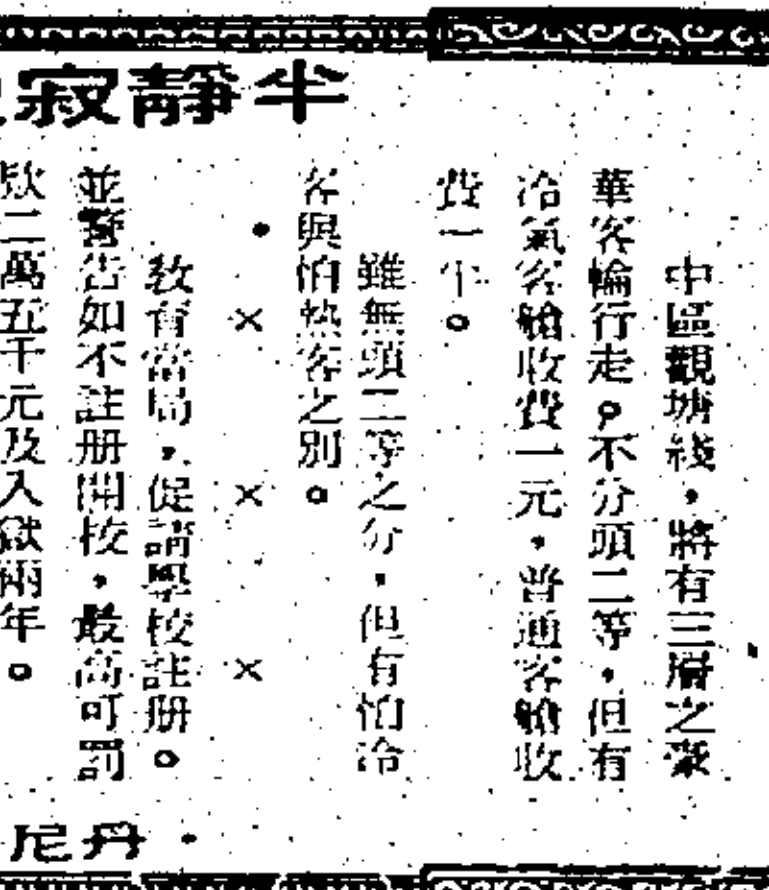 半靜寂
中區觀塘綫，將有三層之豪
華客輪行走，不分頭二等，但有
冷氣客艙收費一元，普通客艙收
費一半。
雖無頭二等之分，但有怕冷
客與怕熱客之別。
× × ×
教育當局，促請學校註册。
並警告如不註册開校，最高可罰
欵二萬五千元及入獄兩年。
·丹尼